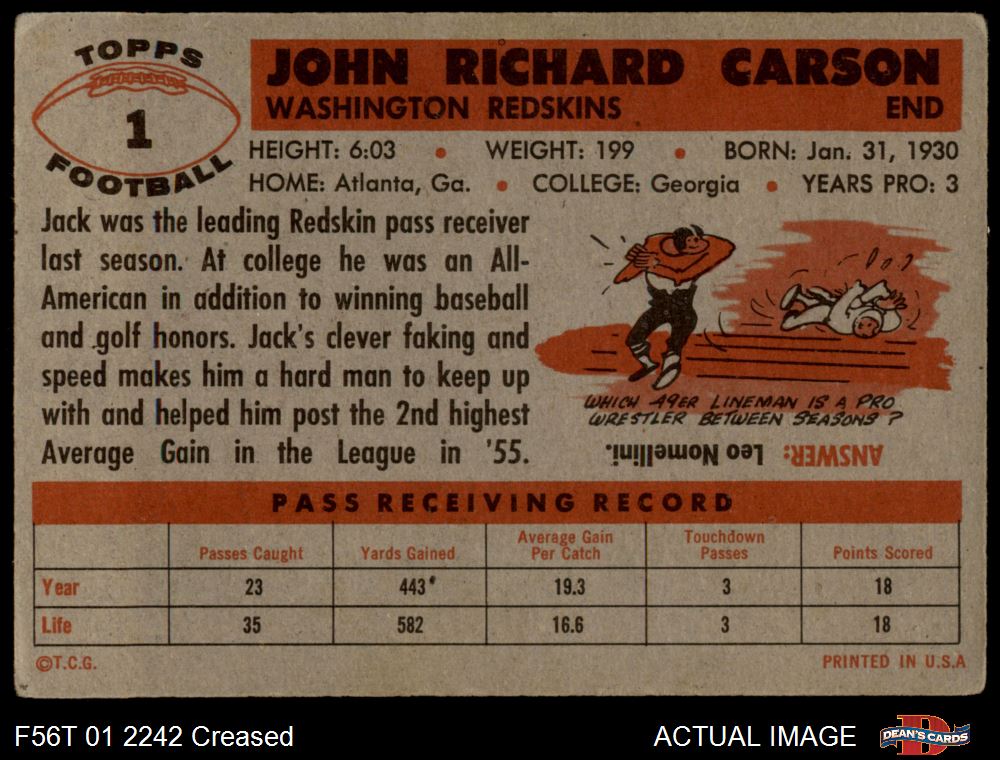 TOPPS
1
FOOTBALL
JOHN RICHARD CARSON
WASHINGTON REDSKINS END
HEIGHT: 6:03 • WEIGHT: 199 • BORN: Jan. 31, 1930
HOME: Atlanta, Ga. • COLLEGE: Georgia • YEARS PRO: 3
Jack was the leading Redskin pass receiver
last season. At college he was an All-
American in addition to winning baseball
and golf honors. Jack's clever faking and
speed makes him a hard man to keep up
with and helped him post the 2nd highest
Average Gain in the League in '55.
WHICH 49ER LINEMAN IS A PRO
WRESTLER BETWEEN SEASONS?
ANSWER: Leo Nomellini.
PASS RECEIVING RECORD
Passes Caught Yards Gained Average Gain Per Catch Touchdown Passes Points Scored
Year 23 443 19.3 3 18
Life 35 582 16.6 3 18
©T.C.G. PRINTED IN U.S.A
F56T 01 2242 Creased ACTUAL IMAGE D DEAN'S CARDS